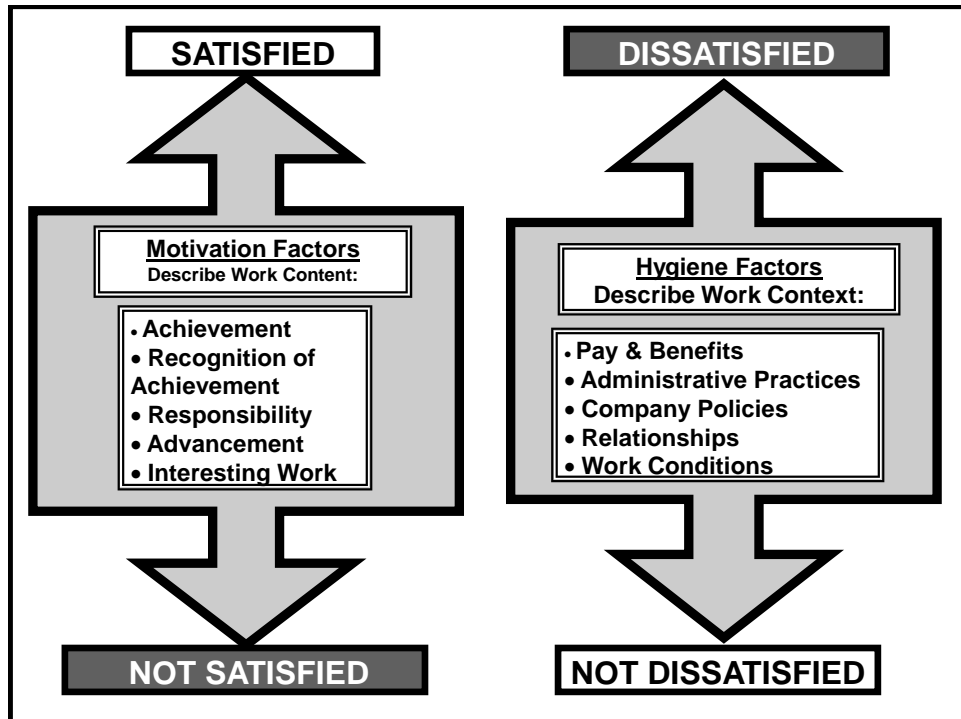 SATISFIED
Motivation Factors
Describe Work Content:
• Achievement
• Recognition of
Achievement
• Responsibility
• Advancement
• Interesting Work
NOT SATISFIED
DISSATISFIED
Hygiene Factors
Describe Work Context:
• Pay & Benefits
• Administrative Practices
• Company Policies
• Relationships
• Work Conditions
NOT DISSATISFIED